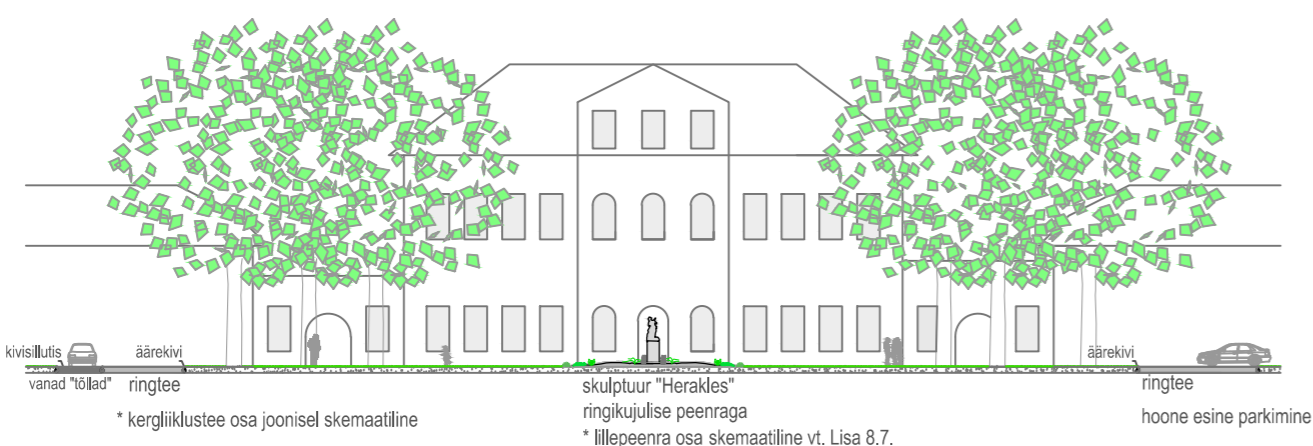 kivisillutis
äärekivi
äärekivi
vanad "tõllad"
ringtee
skulptuur "Herakles"
ringikujulise peenraga
* lillepeenra osa skemaatiline vt. Lisa 8.7.
ringtee
hoone esine parkimine
* kergliiklustee osa joonisel skemaatiline